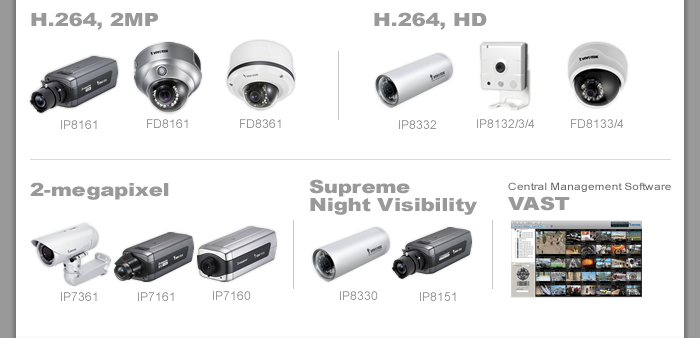 H.264, 2MP
H.264, HD
IP8161
FD8161
FD8361
IP8332
IP8132/3/4
FD8133/4
2-megapixel
Supreme
Night Visibility
Central Management Software
VAST
IP7361
IP7161
IP7160
IP8330
IP8151